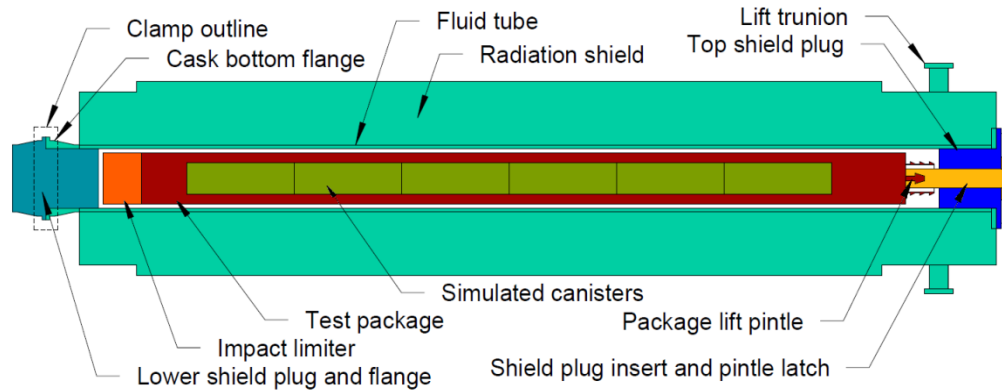 Clamp outline
Cask bottom flange
Fluid tube
Radiation shield
Lift trunion
Top shield plug
Simulated canisters
Test package
Impact limiter
Lower shield plug and flange
Package lift pintle
Shield plug insert and pintle latch